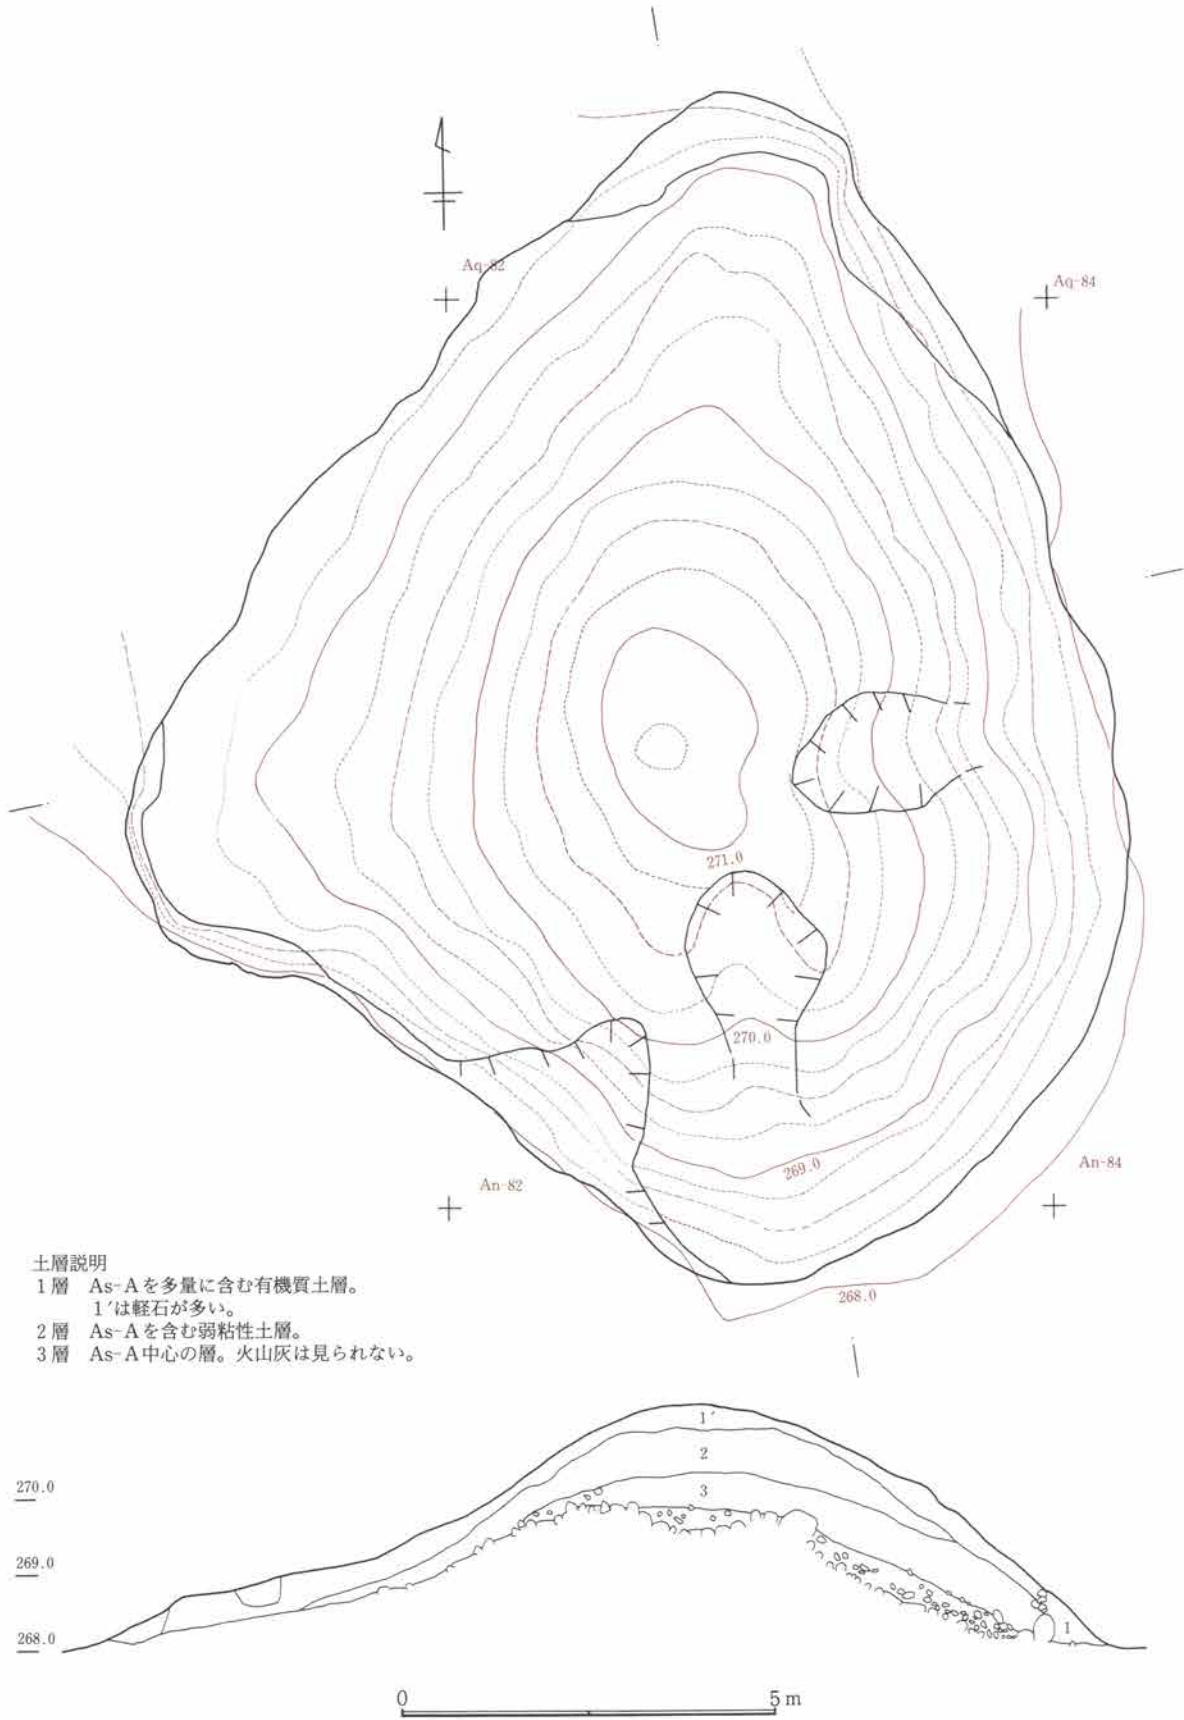 Aq-82
Aq-84
271.0
270.0
269.0
An-82
An-84
268.0
土層説明
1層 As-Aを多量に含む有機質土層。
1′は軽石が多い。
2層 As-Aを含む弱粘性土層。
3層 As-A中心の層。火山灰は見られない。
1′
2
3
270.0
269.0
268.0
1
0
5m